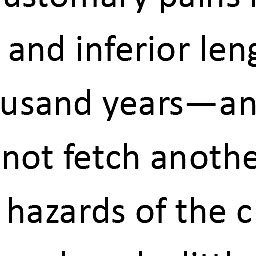 ustomary pains
and inferior leng
usand years—an
not fetch anothe
hazards of the c